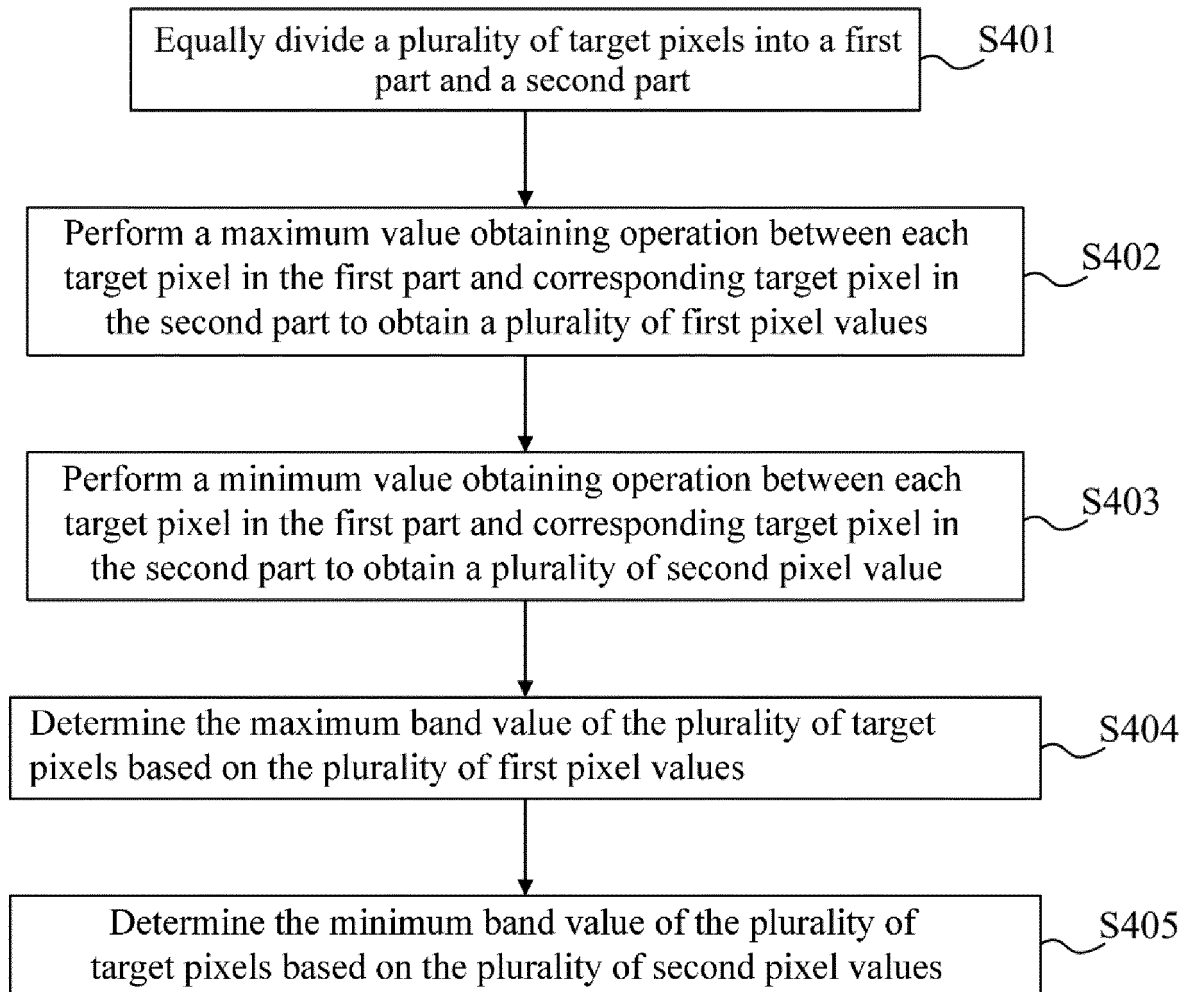 Equally divide a plurality of target pixels into a first
part and a second part
S401
Perform a maximum value obtaining operation between each
target pixel in the first part and corresponding target pixel in
the second part to obtain a plurality of first pixel values
S402
Perform a minimum value obtaining operation between each
target pixel in the first part and corresponding target pixel in
the second part to obtain a plurality of second pixel value
S403
Determine the maximum band value of the plurality of target
pixels based on the plurality of first pixel values
S404
Determine the minimum band value of the plurality of
target pixels based on the plurality of second pixel values
S405